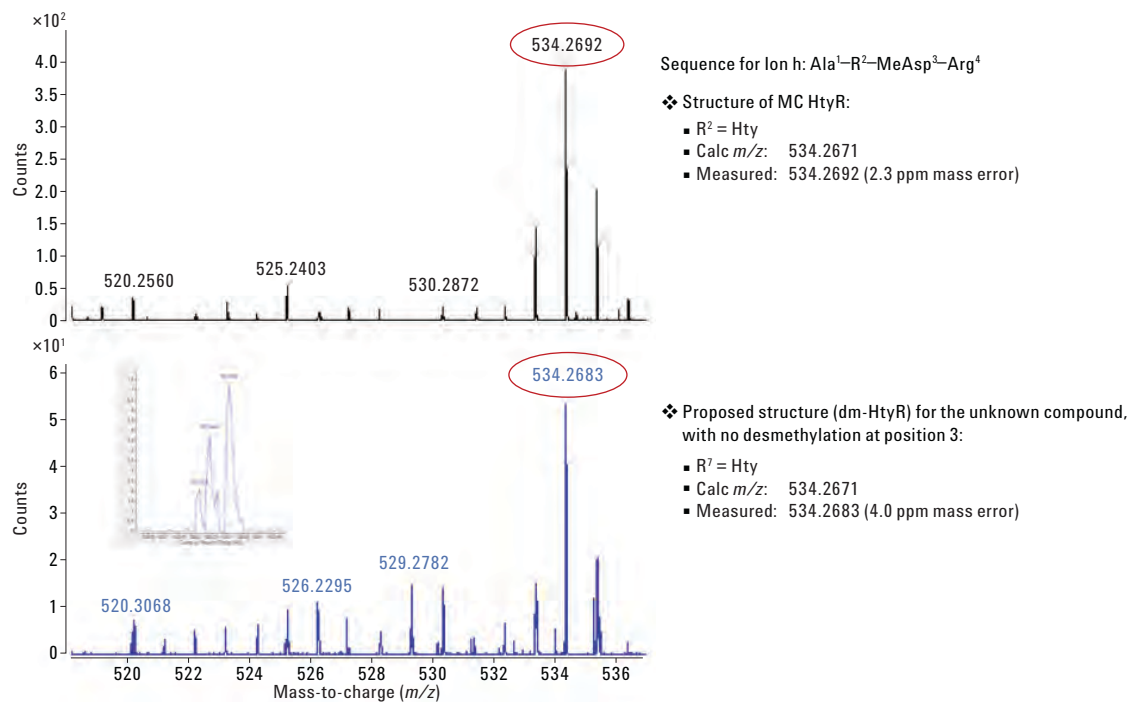 ×10²
534.2692
4.0
3.5
3.0
2.5
2.0
1.5
1.0
0.5
0
Counts
520.2560
525.2403
530.2872
Sequence for Ion h: Ala¹–R²–MeAsp³–Arg⁴
❖ Structure of MC HtyR:
▪ R² = Hty
▪ Calc m/z: 534.2671
▪ Measured: 534.2692 (2.3 ppm mass error)
×10¹
534.2683
6
5
4
3
2
1
0
Counts
520.3068
526.2295
529.2782
520 522 524 526 528 530 532 534 536
Mass-to-charge (m/z)
❖ Proposed structure (dm-HtyR) for the unknown compound,
with no desmethylation at position 3:
▪ R⁷ = Hty
▪ Calc m/z: 534.2671
▪ Measured: 534.2683 (4.0 ppm mass error)